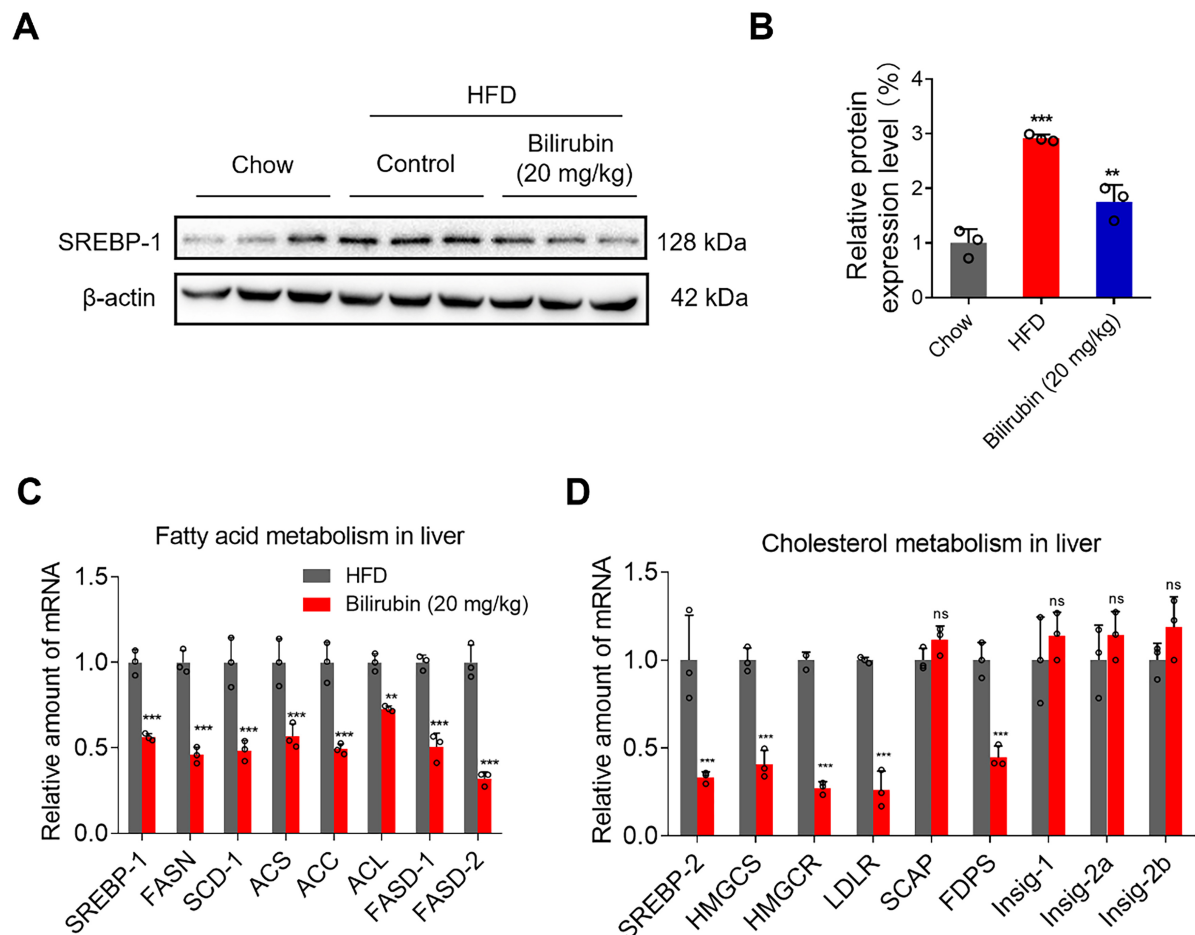 A
HFD
Chow
Control
Bilirubin
(20 mg/kg)
SREBP-1
128 kDa
β-actin
42 kDa
B
Relative protein
expression level (%)
4
3
2
1
0
***
**
Chow
HFD
Bilirubin (20 mg/kg)
C
Fatty acid metabolism in liver
HFD
Bilirubin (20 mg/kg)
Relative amount of mRNA
1.5
1.0
0.5
0.0
***
***
***
***
***
**
***
***
SREBP-1
FASN
SCD-1
ACS
ACC
ACL
FASD-1
FASD-2
D
Cholesterol metabolism in liver
Relative amount of mRNA
1.5
1.0
0.5
0.0
***
***
***
***
ns
***
ns
ns
ns
SREBP-2
HMGCS
HMGCR
LDLR
SCAP
FDPS
Insig-1
Insig-2a
Insig-2b